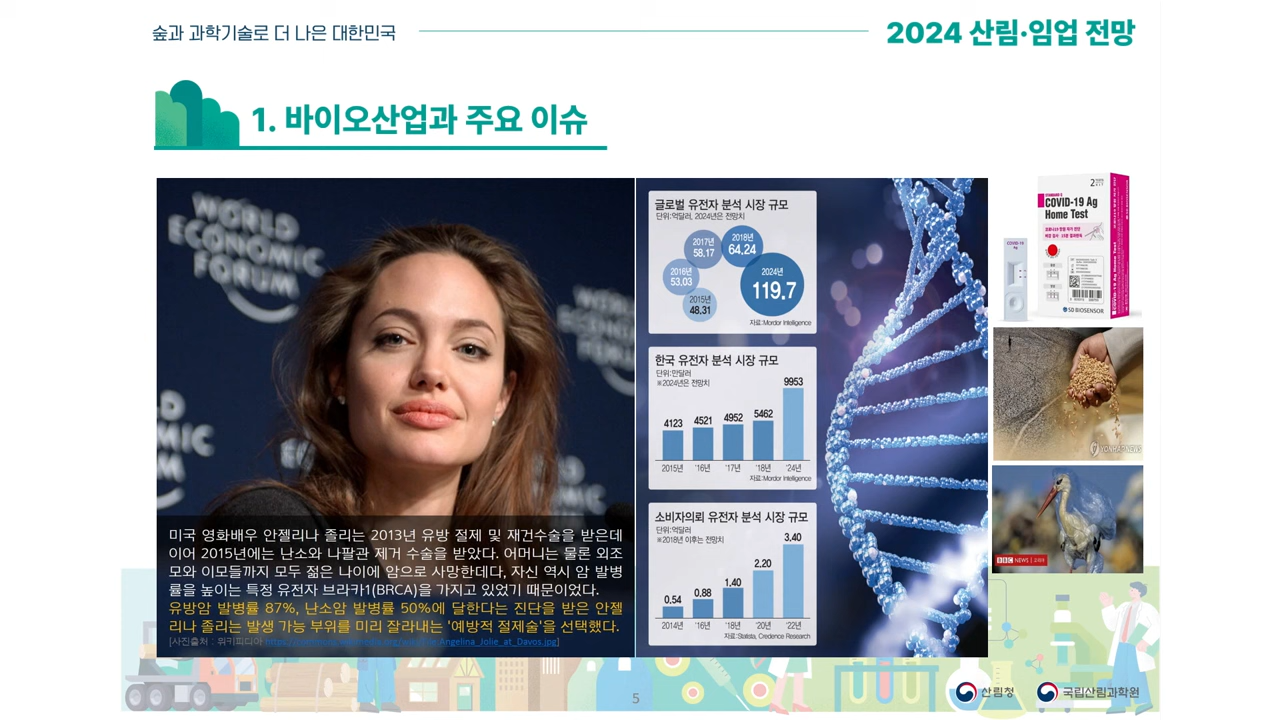 숲과 과학기술로 더 나은 대한민국
2024 산림·임업 전망
1. 바이오산업과 주요 이슈
WORLD
ECONOMIC
FORUM
미국 영화배우 안젤리나 졸리는 2013년 유방 절제 및 재건수술을 받은데
이어 2015년에는 난소와 나팔관 제거 수술을 받았다. 어머니는 물론 외조
모와 이모들까지 모두 젊은 나이에 암으로 사망한데다, 자신 역시 암 발병
률을 높이는 특정 유전자 브라카1(BRCA)을 가지고 있었기 때문이었다.
유방암 발병률 87%, 난소암 발병률 50%에 달한다는 진단을 받은 안젤
리나 졸리는 발생 가능 부위를 미리 잘라내는 '예방적 절제술'을 선택했다.
[사진출처 : 위키피디아
Angelina_Jolie_at_Davos.jpg]
글로벌 유전자 분석 시장 규모
단위:억달러, 2024년은 전망치
2017년
58.17
2018년
64.24
2016년
53.03
2024년
119.7
2015년
48.31
자료:Mordor Intelligence
한국 유전자 분석 시장 규모
단위:만달러
※2024년은 전망치
4123 4521 4952 5462 9953
2015년 '16년 '17년 '18년 '24년
자료:Mordor Intelligence
소비자의뢰 유전자 분석 시장 규모
단위:억달러
※2018년 이후는 전망치
0.54 0.88 1.40 2.20 3.40
2014년 '16년 '18년 '20년 '22년
자료:Statista, Credence Research
COVID-19
Ag
2
STANDARD Q
COVID-19 Ag
Home Test
SD BIOSENSOR
YONHAP NEWS
BBC NEWS | 코리아
5
산림청
국립산림과학원